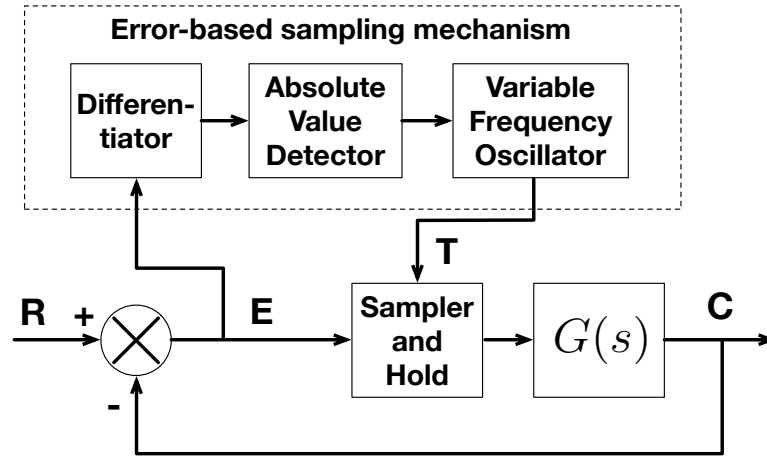 Error-based sampling mechanism
Differen-
tiator
Absolute
Value
Detector
Variable
Frequency
Oscillator
T
R
+
E
Sampler
and
Hold
G(s)
C
-